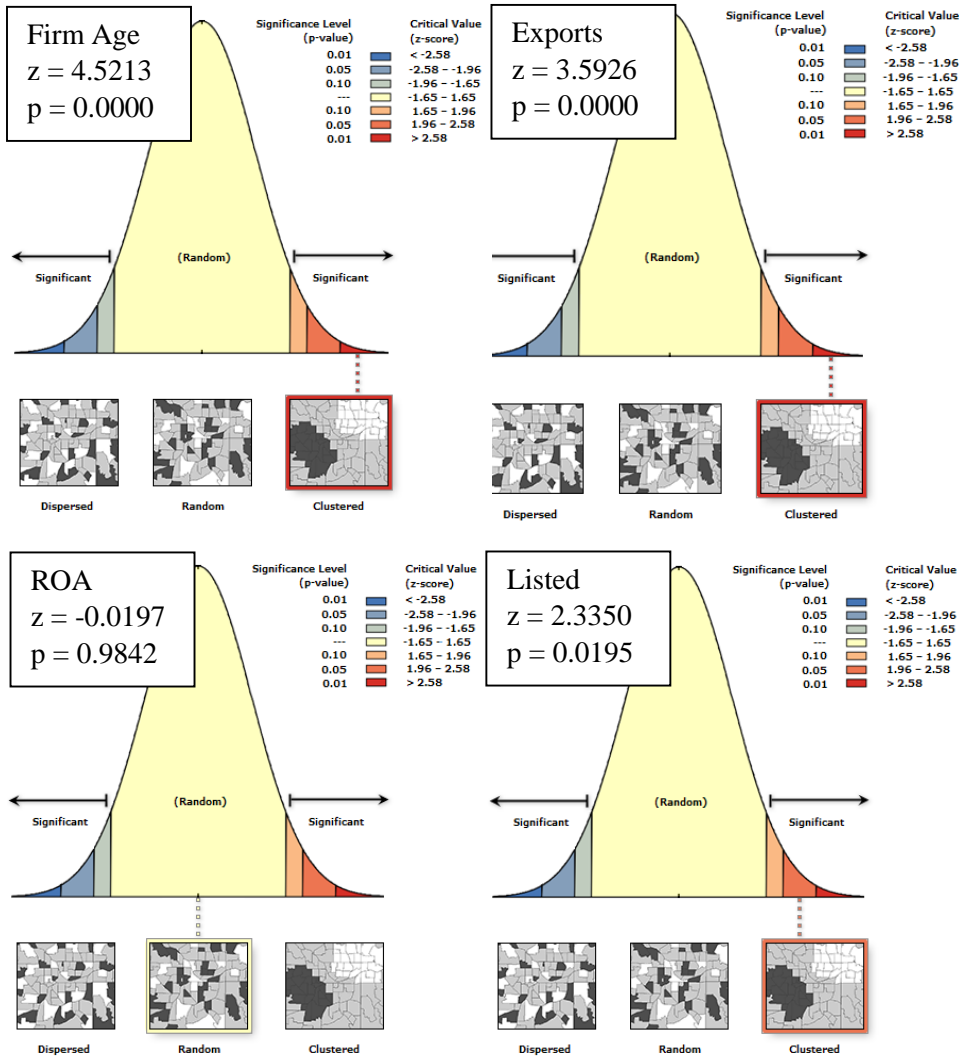 Firm Age
z = 4.5213
p = 0.0000
Significance Level
(p-value)
Critical Value
(z-score)
0.01 < -2.58
0.05 -2.58 – -1.96
0.10 -1.96 – -1.65
--- -1.65 – 1.65
0.10 1.65 – 1.96
0.05 1.96 – 2.58
0.01 > 2.58
(Random)
Significant
Significant
Dispersed
Random
Clustered
Exports
z = 3.5926
p = 0.0000
Significance Level
(p-value)
Critical Value
(z-score)
0.01 < -2.58
0.05 -2.58 – -1.96
0.10 -1.96 – -1.65
--- -1.65 – 1.65
0.10 1.65 – 1.96
0.05 1.96 – 2.58
0.01 > 2.58
(Random)
Significant
Significant
Dispersed
Random
Clustered
ROA
z = -0.0197
p = 0.9842
Significance Level
(p-value)
Critical Value
(z-score)
0.01 < -2.58
0.05 -2.58 – -1.96
0.10 -1.96 – -1.65
--- -1.65 – 1.65
0.10 1.65 – 1.96
0.05 1.96 – 2.58
0.01 > 2.58
(Random)
Significant
Significant
Dispersed
Random
Clustered
Listed
z = 2.3350
p = 0.0195
Significance Level
(p-value)
Critical Value
(z-score)
0.01 < -2.58
0.05 -2.58 – -1.96
0.10 -1.96 – -1.65
--- -1.65 – 1.65
0.10 1.65 – 1.96
0.05 1.96 – 2.58
0.01 > 2.58
(Random)
Significant
Significant
Dispersed
Random
Clustered